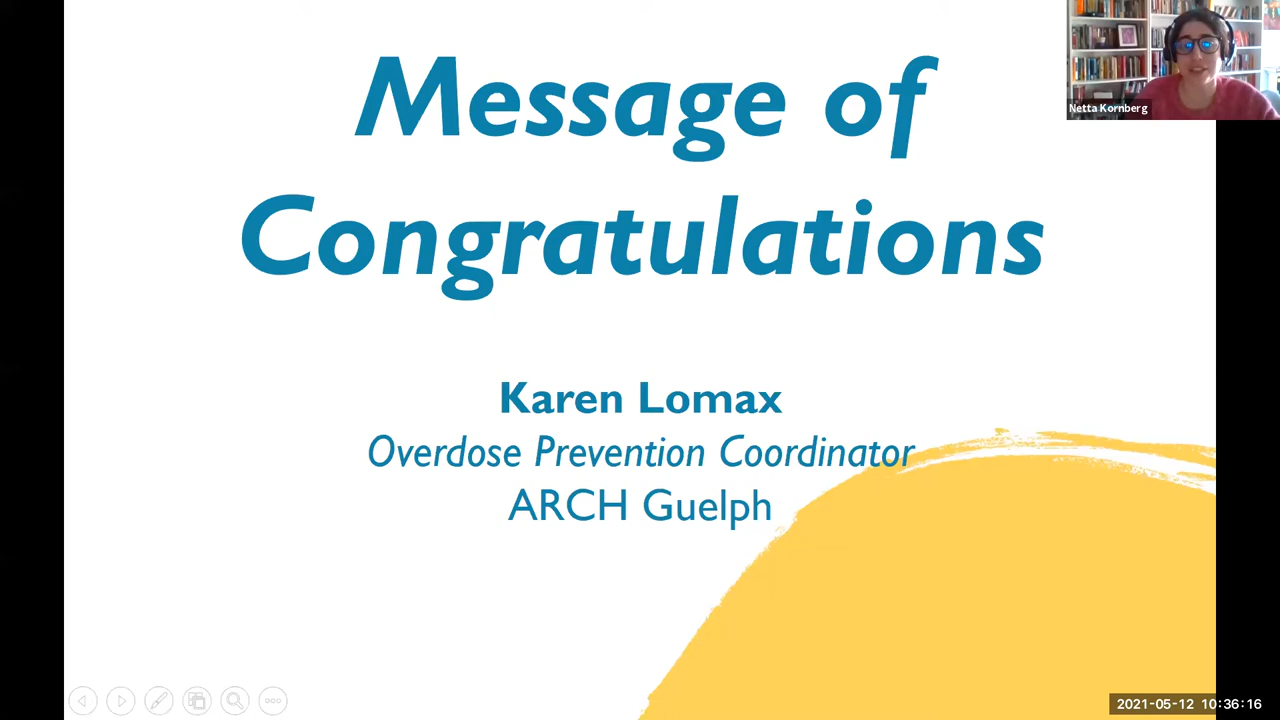 Message of
Congratulations
Netta Kornberg
Karen Lomax
Overdose Prevention Coordinator
ARCH Guelph
2021-05-12 10:36:16